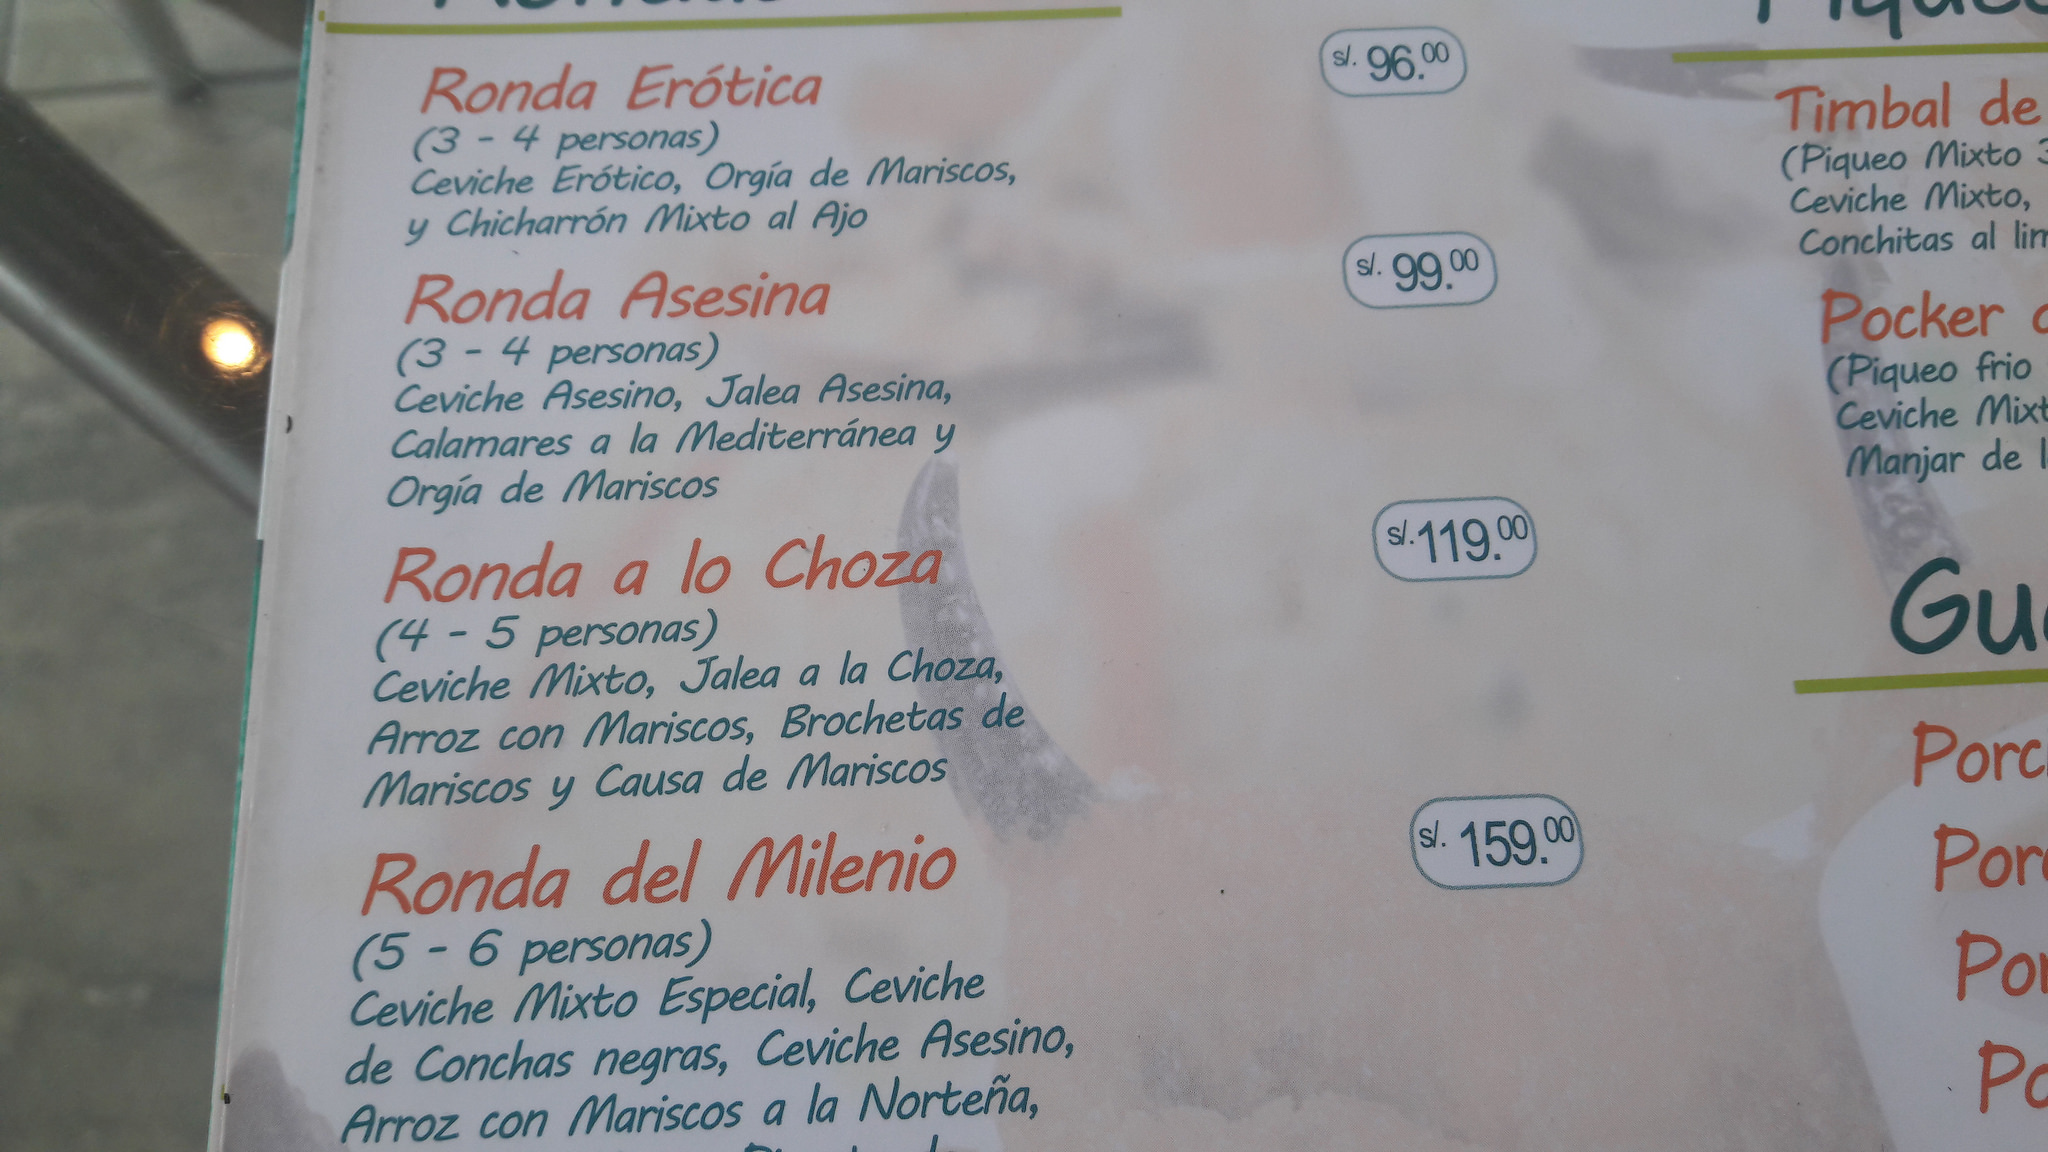 Ronda Erótica
s/. 96.00
(3 - 4 personas)
Ceviche Erótico, Orgía de Mariscos,
y Chicharrón Mixto al Ajo
Ronda Asesina
s/. 99.00
(3 - 4 personas)
Ceviche Asesino, Jalea Asesina,
Calamares a la Mediterránea y
Orgía de Mariscos
Ronda a lo Choza
s/. 119.00
(4 - 5 personas)
Ceviche Mixto, Jalea a la Choza,
Arroz con Mariscos, Brochetas de
Mariscos y Causa de Mariscos
Ronda del Milenio
s/. 159.00
(5 - 6 personas)
Ceviche Mixto Especial, Ceviche
de Conchas negras, Ceviche Asesino,
Arroz con Mariscos a la Norteña,
Timbal de
(Piqueo Mixto 3
Ceviche Mixto,
Conchitas al
Pocker
(Piqueo frio
Ceviche
Manjar de